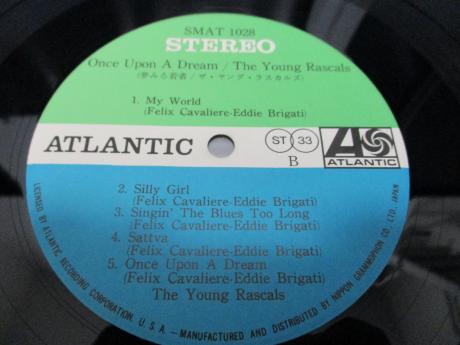 SMAT 1028
STEREO
Once Upon A Dream / The Young Rascals
(夢みる若者/ザ・ヤング・ラスカルズ)
1. My World
(Felix Cavaliere-Eddie Brigati)
ATLANTIC
ST 33
B
ATLANTIC
2. Silly Girl
(Felix Cavaliere-Eddie Brigati)
3. Singin' The Blues Too Long
(Felix Cavaliere-Eddie Brigati)
4. Sattva
(Felix Cavaliere-Eddie Brigati)
5. Once Upon A Dream
(Felix Cavaliere-Eddie Brigati)
The Young Rascals
LICENSED BY ATLANTIC RECORDING CORPORATION, U.S.A.—MANUFACTURED AND DISTRIBUTED BY NIPPON GRAMMOPHON CO., LTD. JAPAN